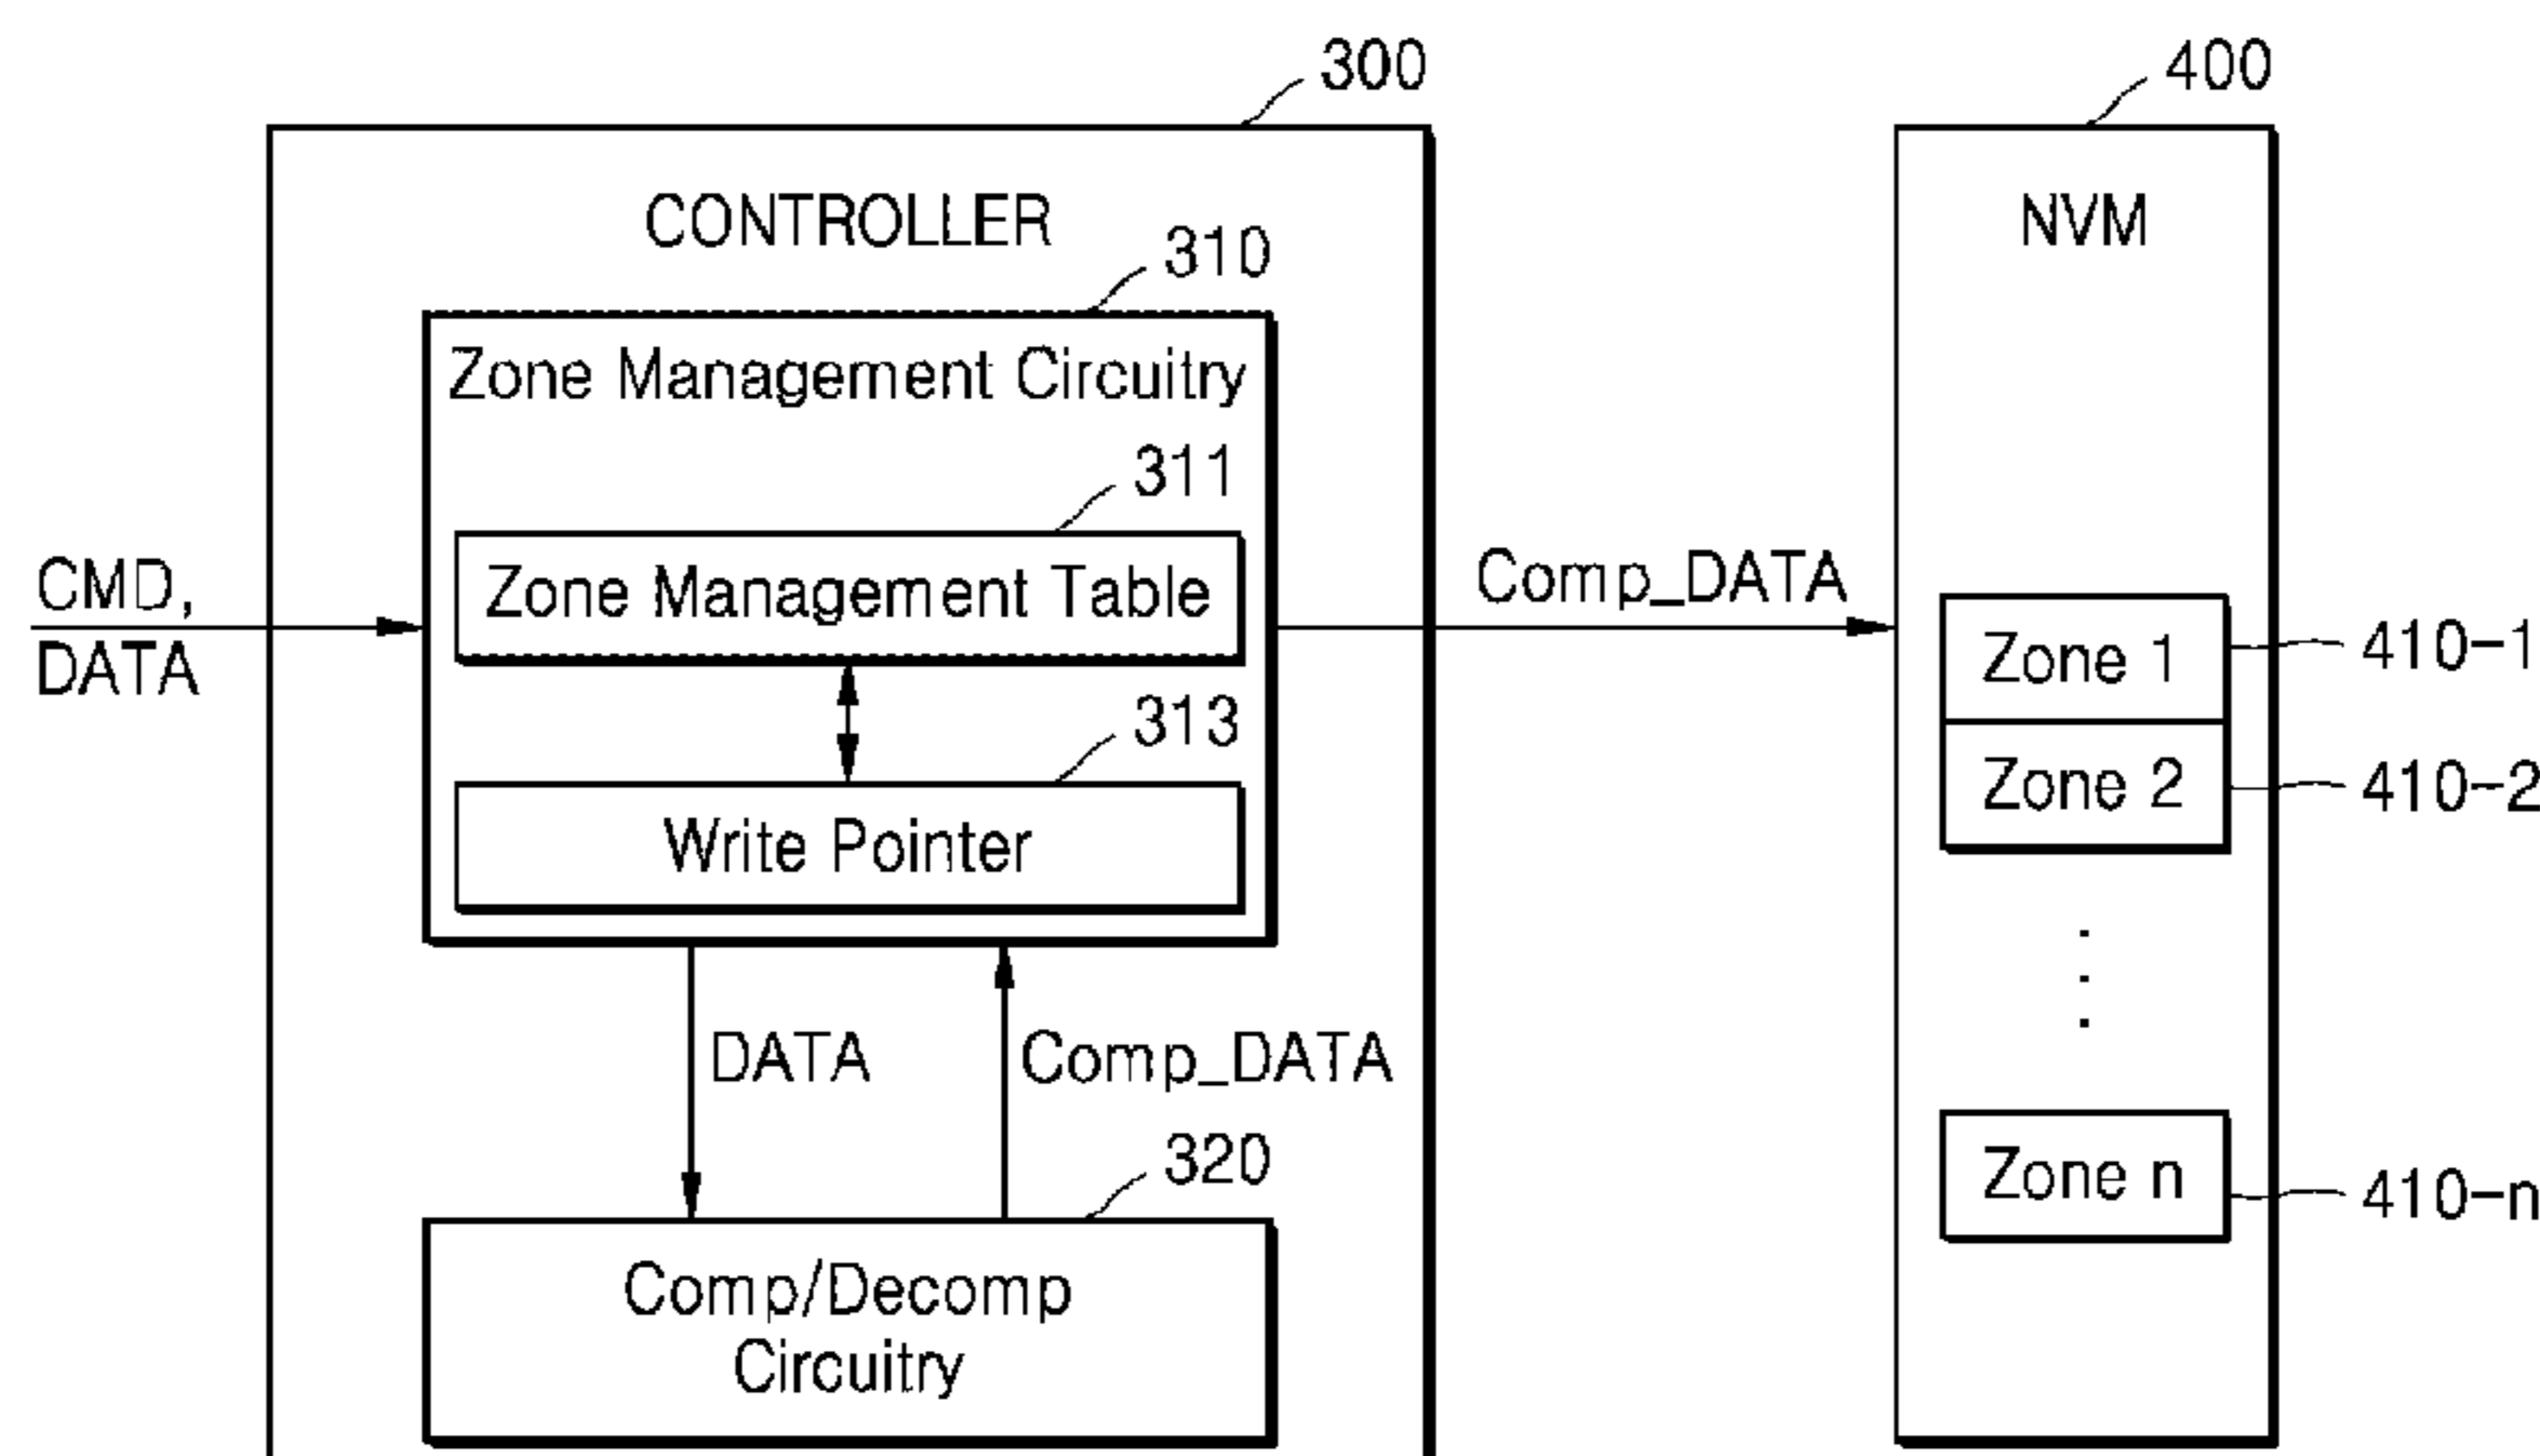 300
400
CONTROLLER
NVM
310
Zone Management Circuitry
311
CMD,
DATA
Zone Management Table
Comp_DATA
Zone 1
410-1
313
Zone 2
410-2
Write Pointer
DATA
Comp_DATA
320
Zone n
410-n
Comp/Decomp
Circuitry